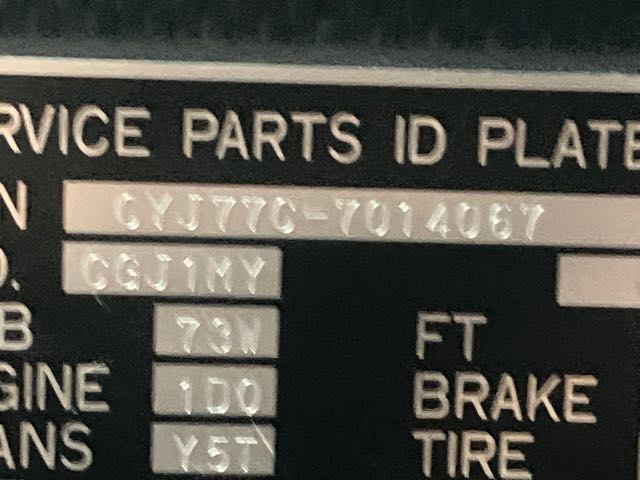 RVICE PARTS ID PLATE
N CYJ77C-7014067
O. CGJ1MY
B 73W FT
GINE 1D0 BRAKE
ANS Y5T TIRE